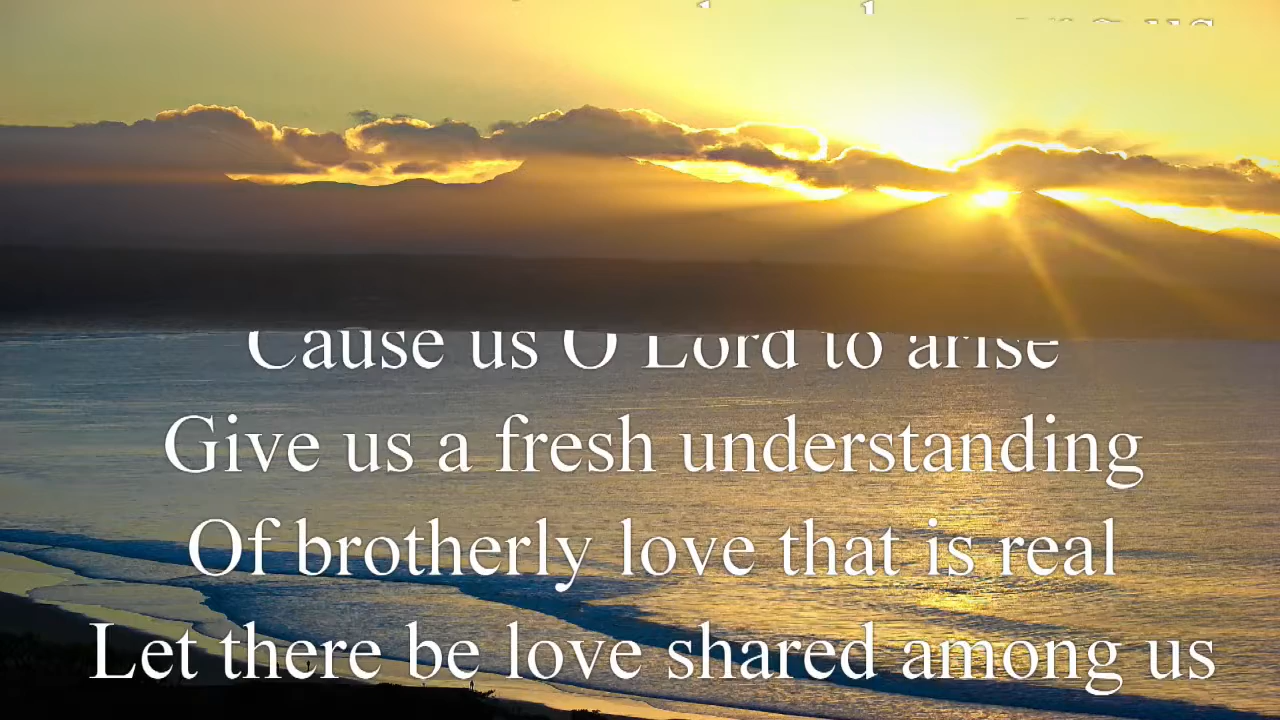 us
Cause us O Lord to arise
Give us a fresh understanding
Of brotherly love that is real
Let there be love shared among us